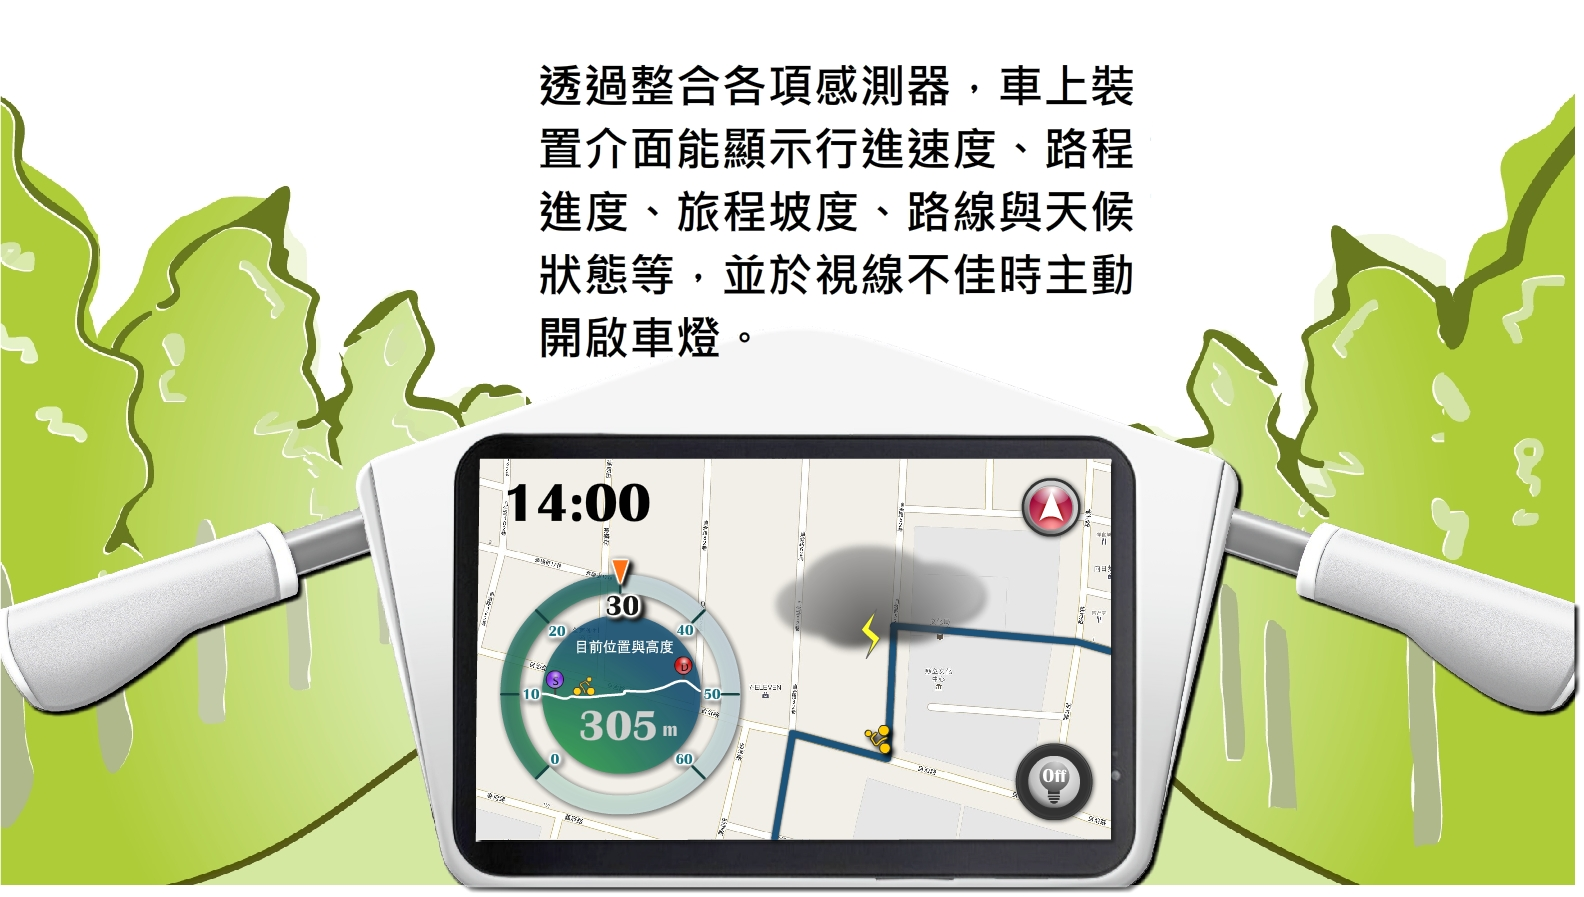 透過整合各項感測器，車上裝
置介面能顯示行進速度、路程
進度、旅程坡度、路線與天候
狀態等，並於視線不佳時主動
開啟車燈。
14:00
30
20
40
目前位置與高度
S
D
10
50
305 m
0
60
Off